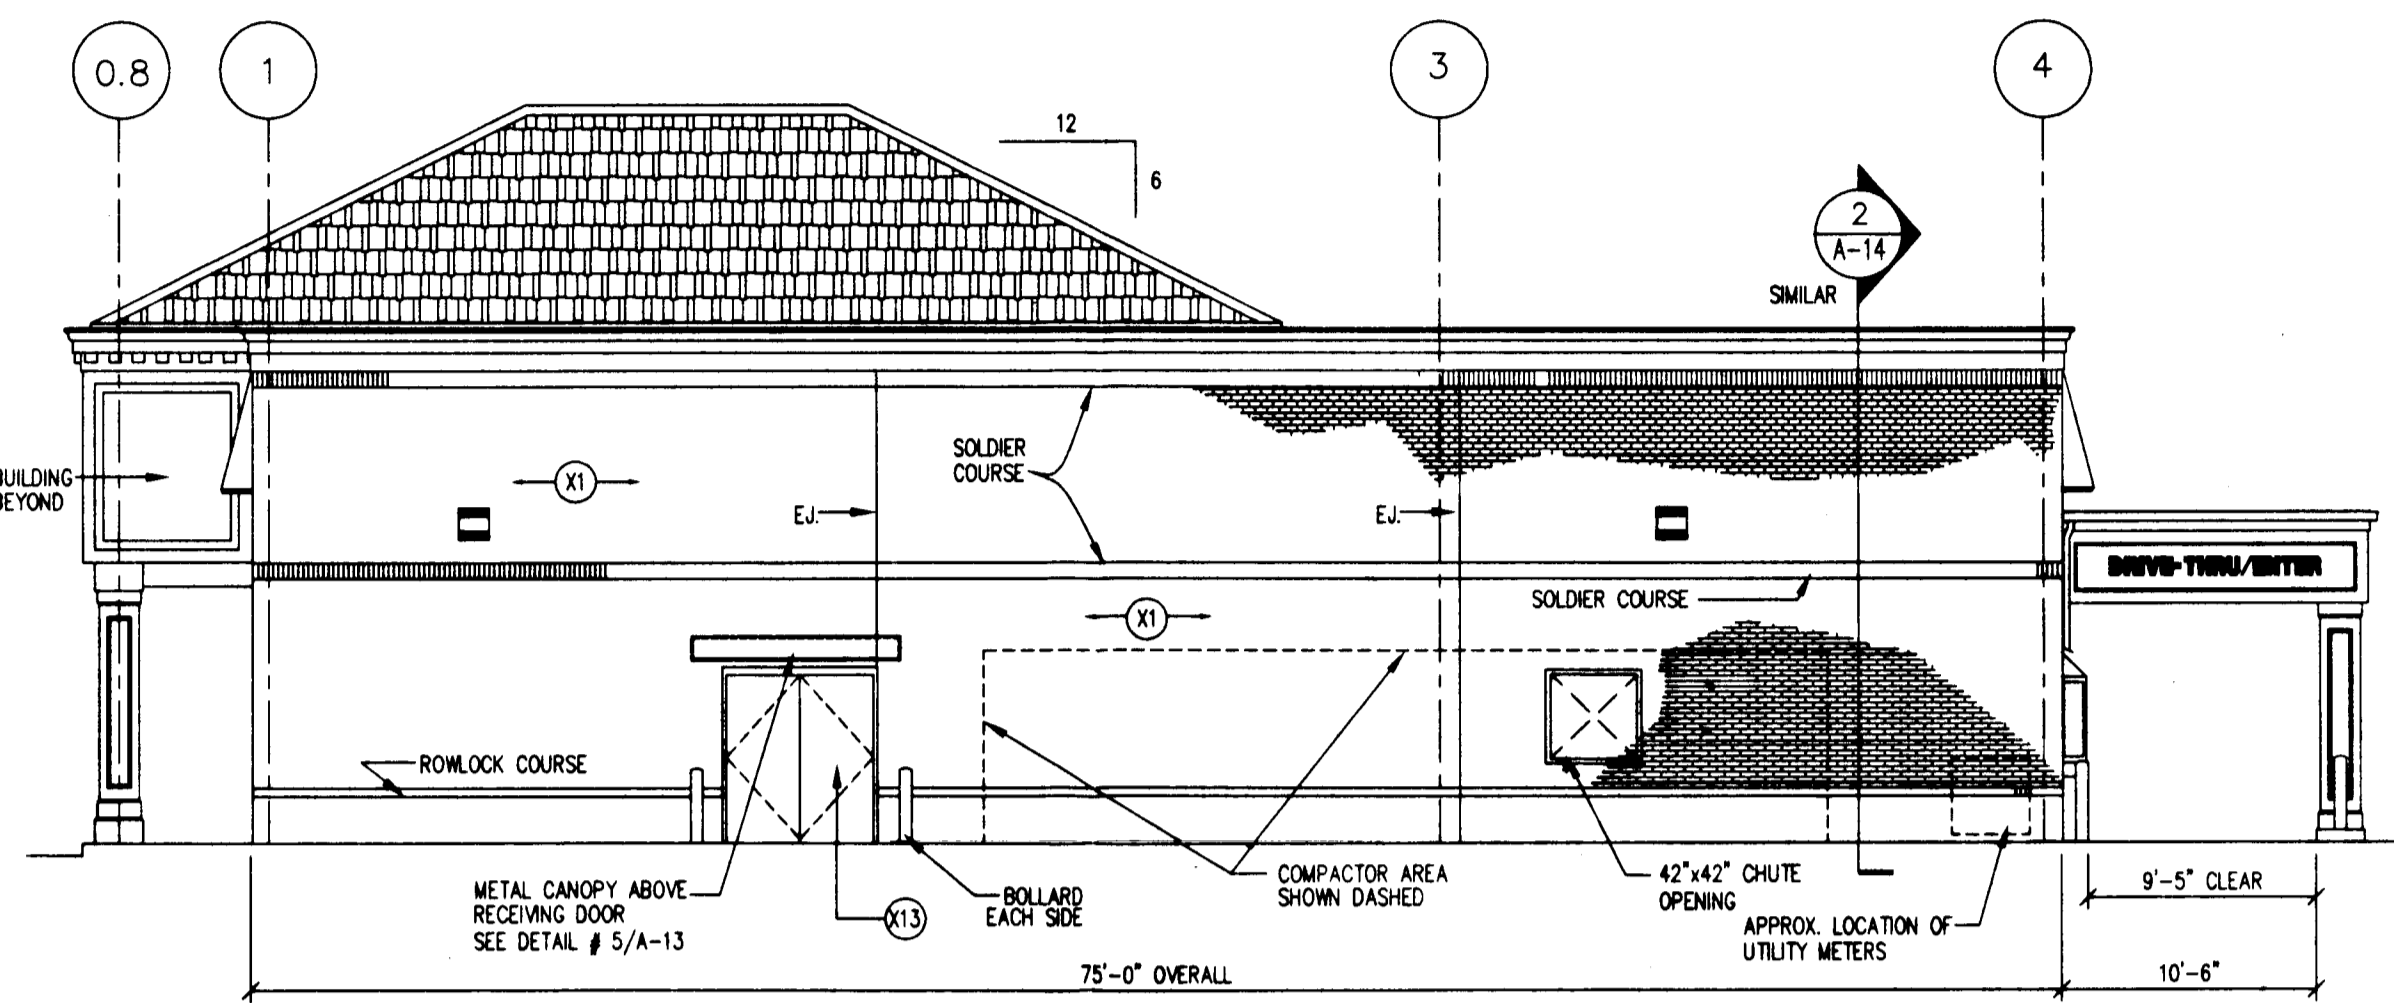 0.8
1
3
4
12
6
2
A-14
SIMILAR
SOLDIER
COURSE
BUILDING
BEYOND
X1
E.J.
E.J.
DRIVE-THRU/ENTER
SOLDIER COURSE
X1
ROWLOCK COURSE
METAL CANOPY ABOVE
RECEIVING DOOR
SEE DETAIL # 5/A-13
X13
BOLLARD
EACH SIDE
COMPACTOR AREA
SHOWN DASHED
42"x42" CHUTE
OPENING
APPROX. LOCATION OF
UTILITY METERS
9'-5" CLEAR
75'-0" OVERALL
10'-6"